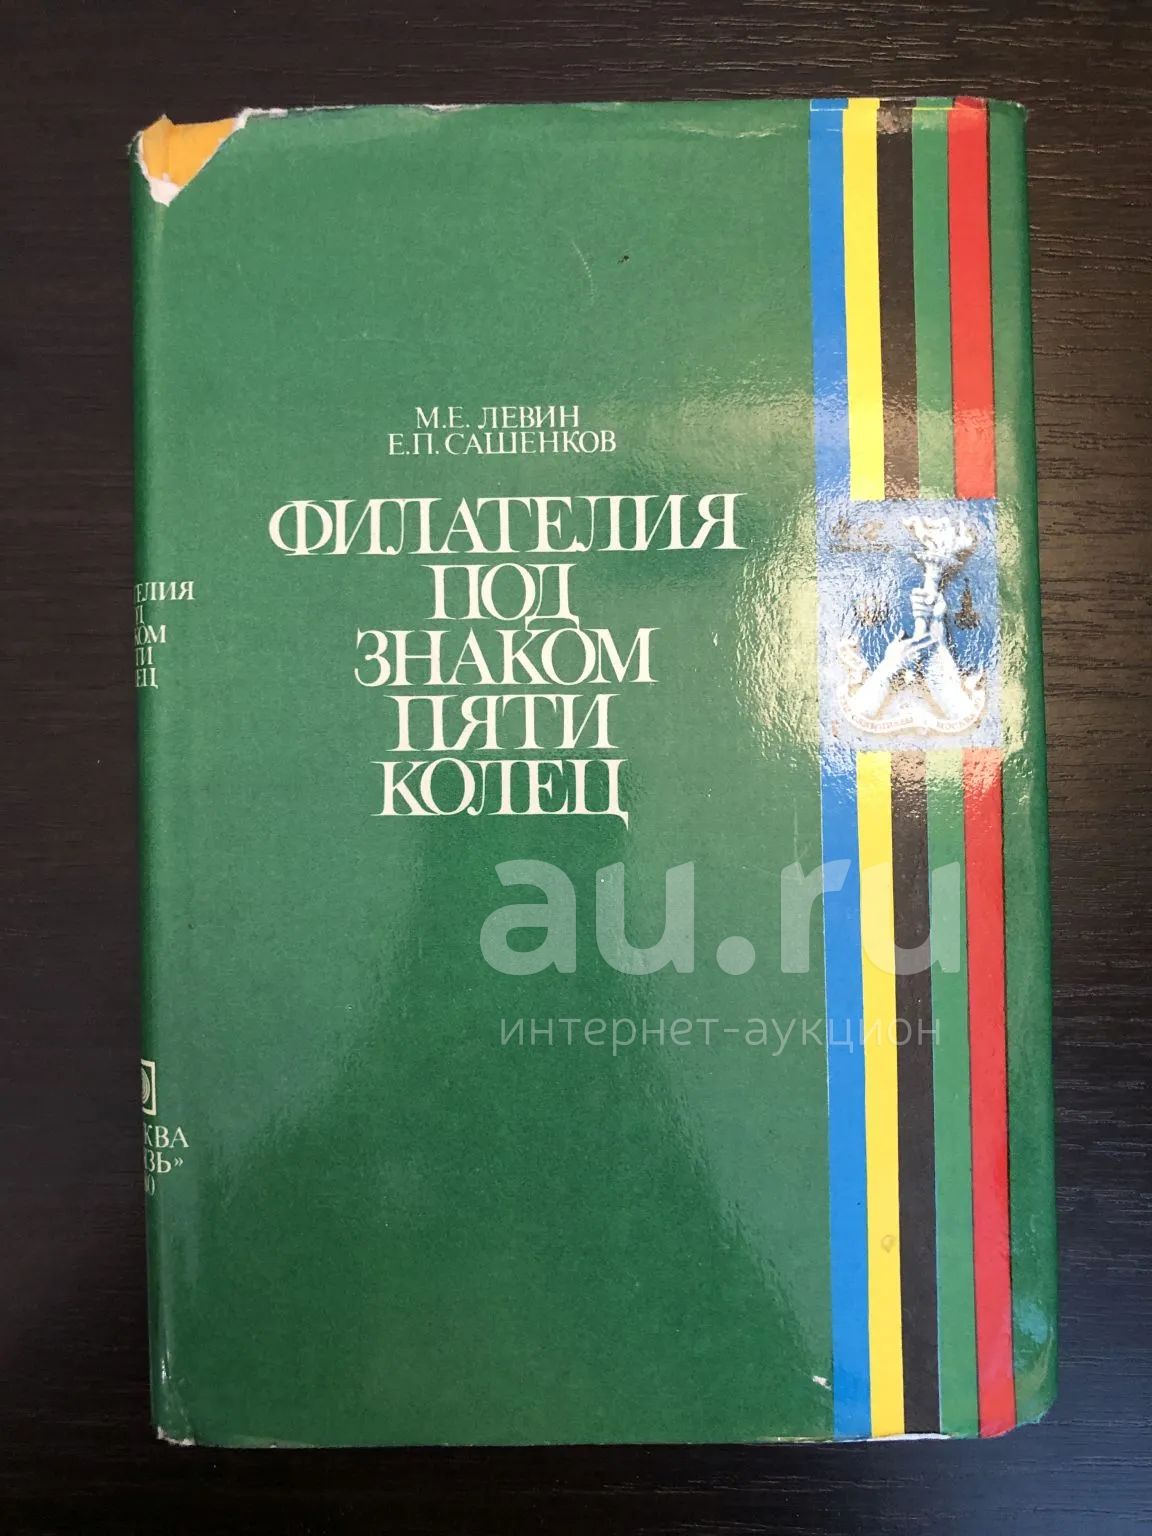 М.Е. ЛЕВИН
Е.П. САШЕНКОВ
ФИЛАТЕЛИЯ
ПОД
ЗНАКОМ
ПЯТИ
КОЛЕЦ
au.ru
интернет-аукцион